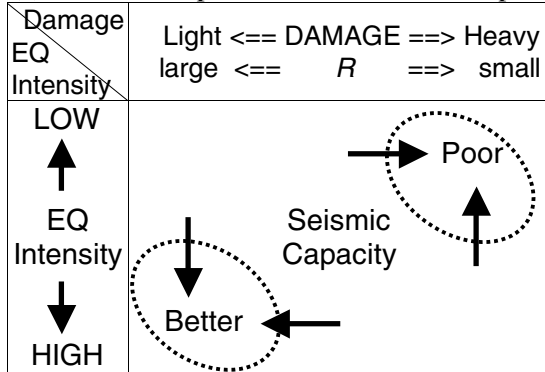 Damage
EQ
Intensity
Light <== DAMAGE ==> Heavy
large <== R ==> small
LOW
EQ
Intensity
HIGH
Poor
Seismic
Capacity
Better